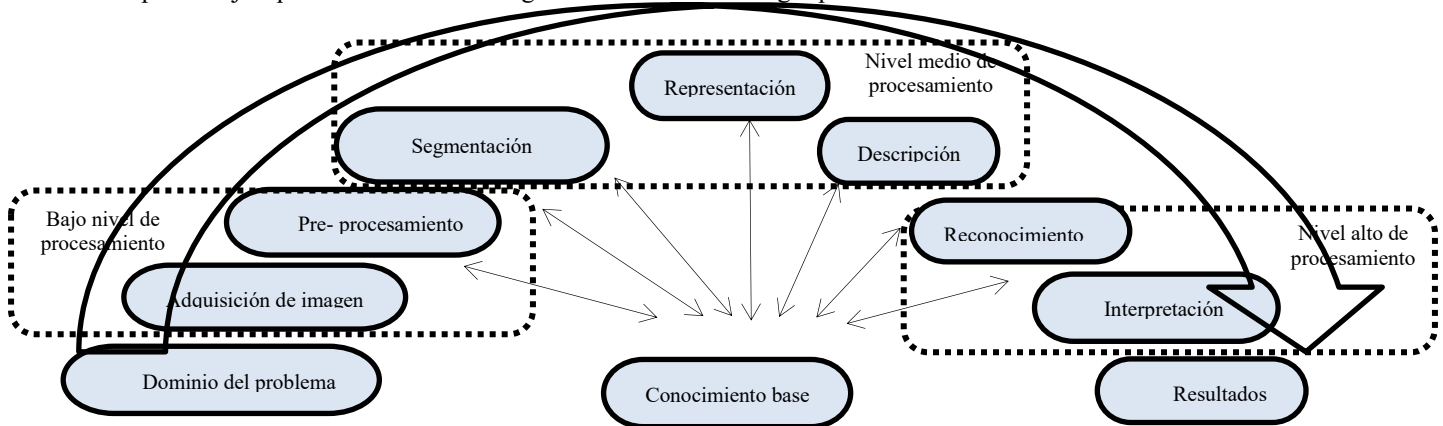 Nivel medio de
procesamiento
Representación
Segmentación
Descripción
Bajo nivel de
procesamiento
Pre- procesamiento
Adquisición de imagen
Reconocimiento
Nivel alto de
procesamiento
Interpretación
Dominio del problema
Conocimiento base
Resultados